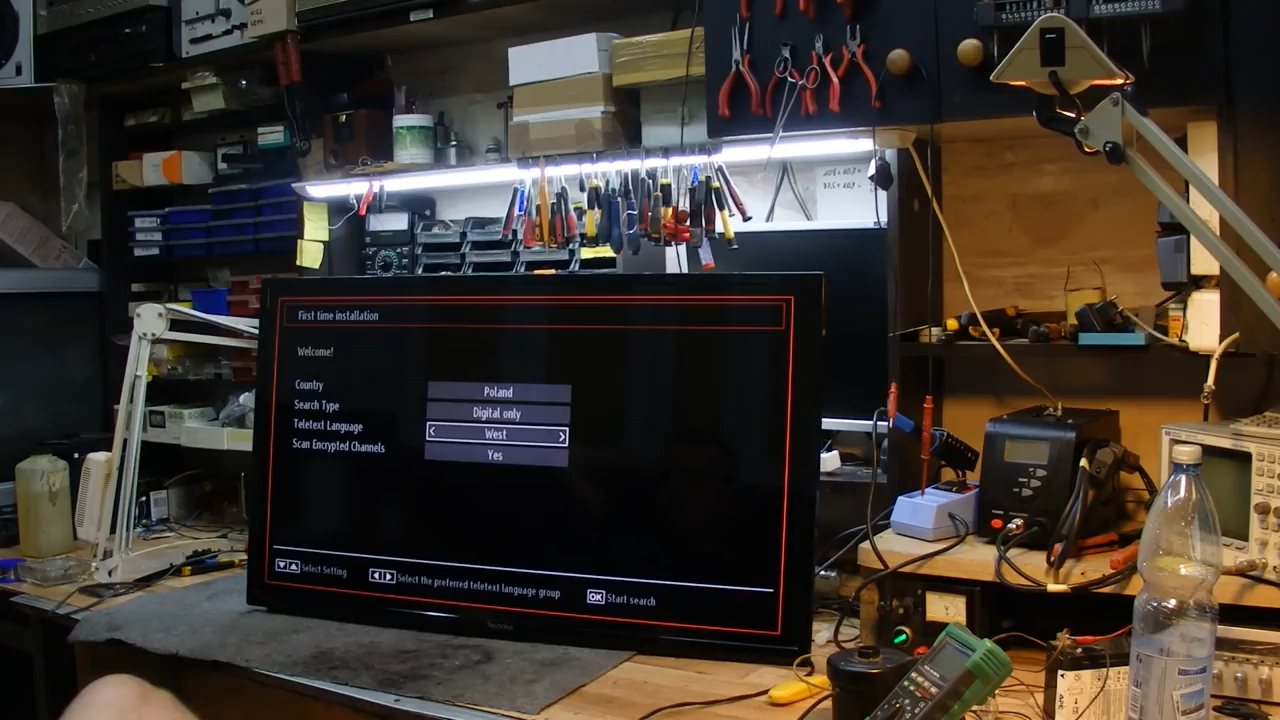 First time installation
Welcome!
Country
Poland
Search Type
Digital only
Teletext Language
West
Scan Encrypted Channels
Yes
Select Setting
Select the preferred teletext language group
OK Start search